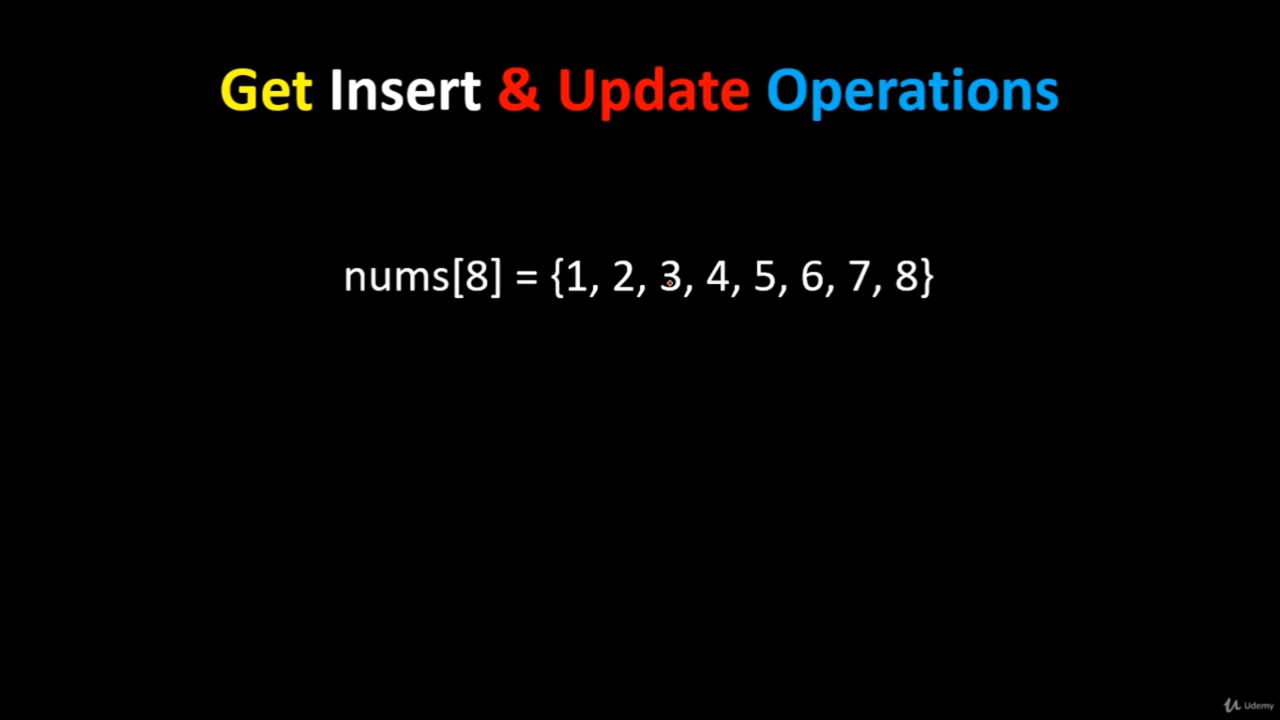 Get Insert & Update Operations
nums[8] = {1, 2, 3, 4, 5, 6, 7, 8}
Udemy